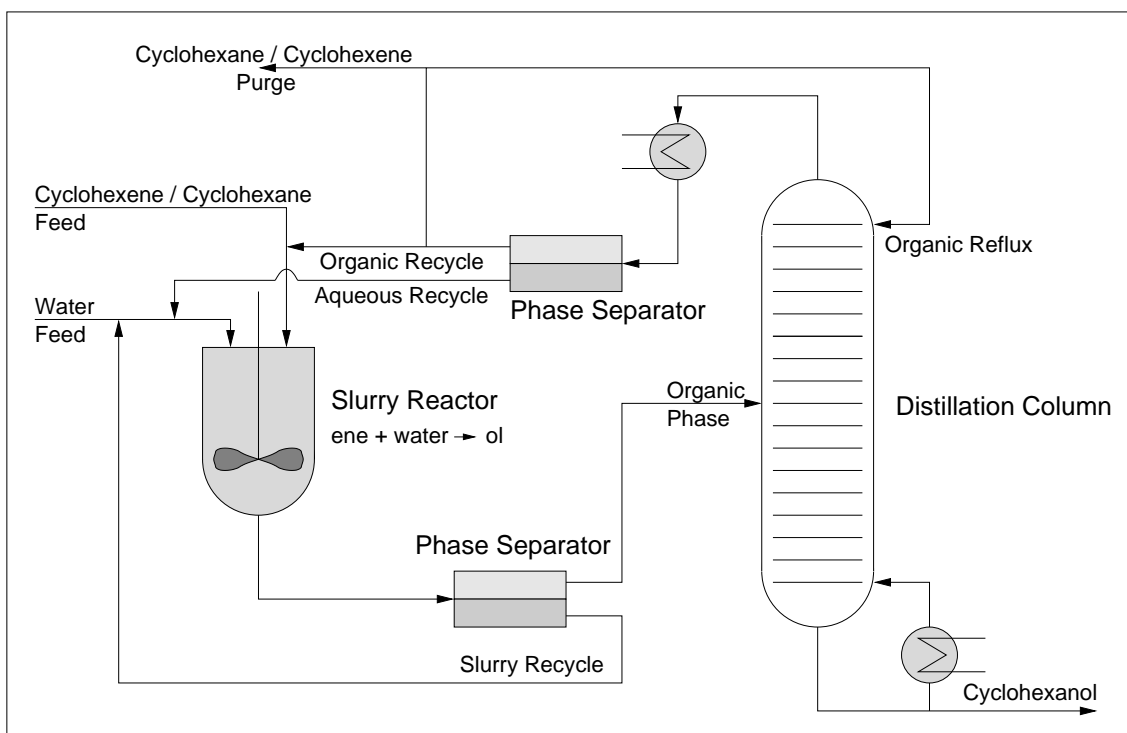 Cyclohexane / Cyclohexene
Purge
Cyclohexene / Cyclohexane
Feed
Organic Reflux
Organic Recycle
Aqueous Recycle
Phase Separator
Water
Feed
Slurry Reactor
ene + water → ol
Organic
Phase
Distillation Column
Phase Separator
Slurry Recycle
Cyclohexanol